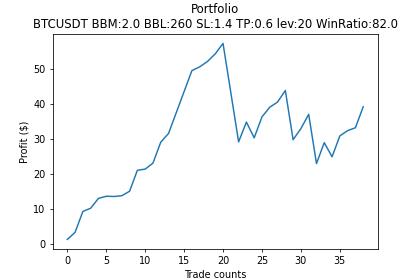 Portfolio
BTCUSDT BBM:2.0 BBL:260 SL:1.4 TP:0.6 lev:20 WinRatio:82.0
50
40
30
20
10
0
Profit ($)
0 5 10 15 20 25 30 35
Trade counts